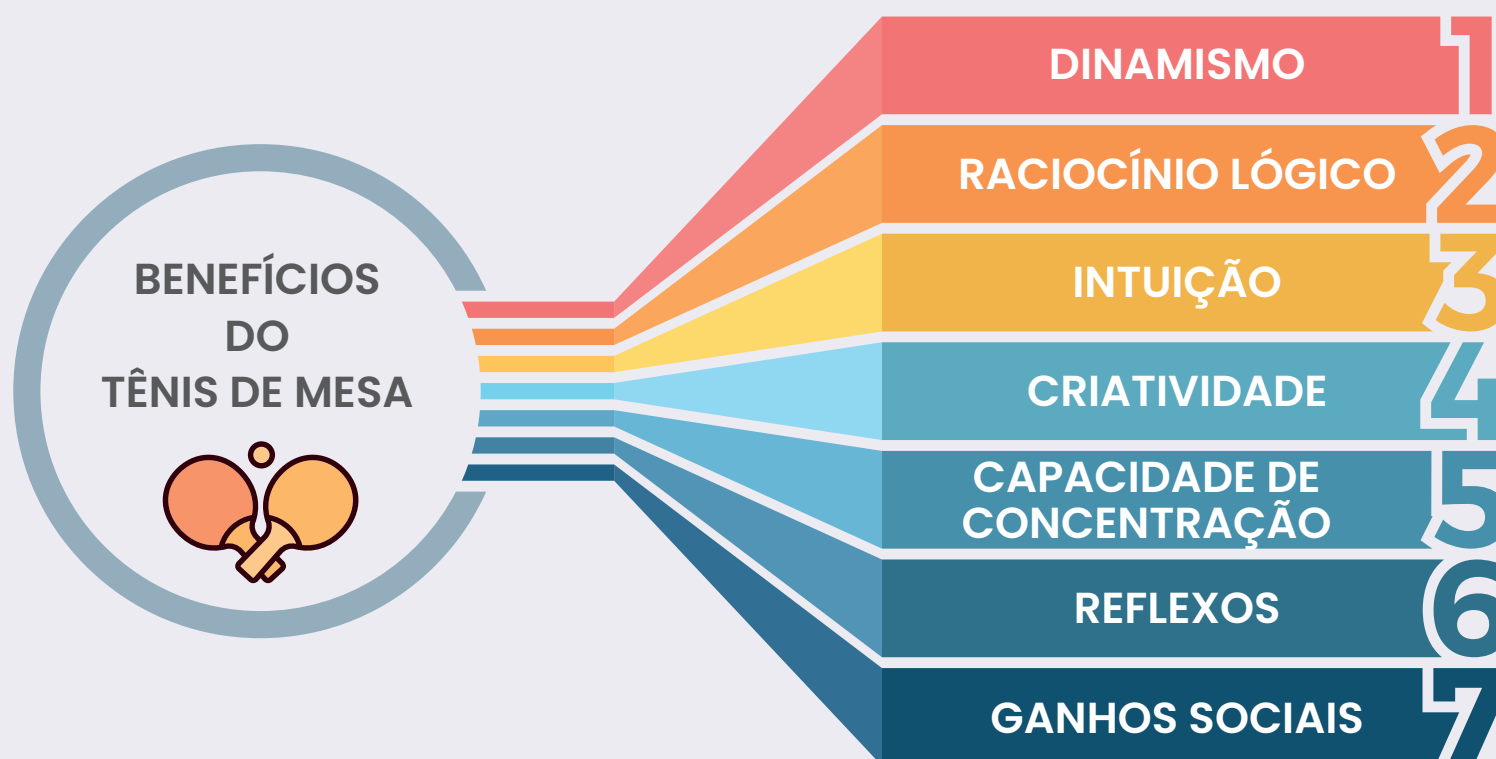 BENEFÍCIOS
DO
TÊNIS DE MESA
DINAMISMO
1
RACIOCÍNIO LÓGICO
2
INTUIÇÃO
3
CRIATIVIDADE
4
CAPACIDADE DE
CONCENTRAÇÃO
5
REFLEXOS
6
GANHOS SOCIAIS
7